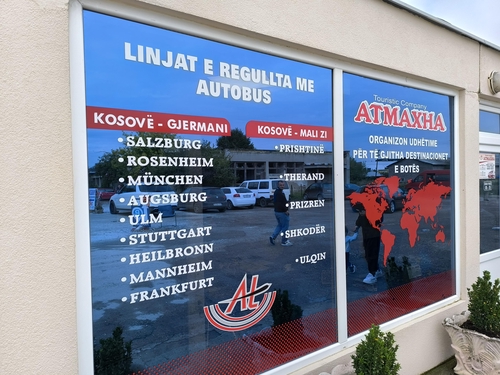 LINJAT E REGULLTA ME
AUTOBUS
KOSOVË - GJERMANI
• SALZBURG
• ROSENHEIM
• MÜNCHEN
• AUGSBURG
• ULM
• STUTTGART
• HEILBRONN
• MANNHEIM
• FRANKFURT
KOSOVË - MALI ZI
• PRISHTINË
• THERAND
• PRIZREN
• SHKODËR
• ULQIN
At
Touristic Company
ATMAXHA
ORGANIZON UDHËTIME
PËR TË GJITHA DESTINACIONET
E BOTËS